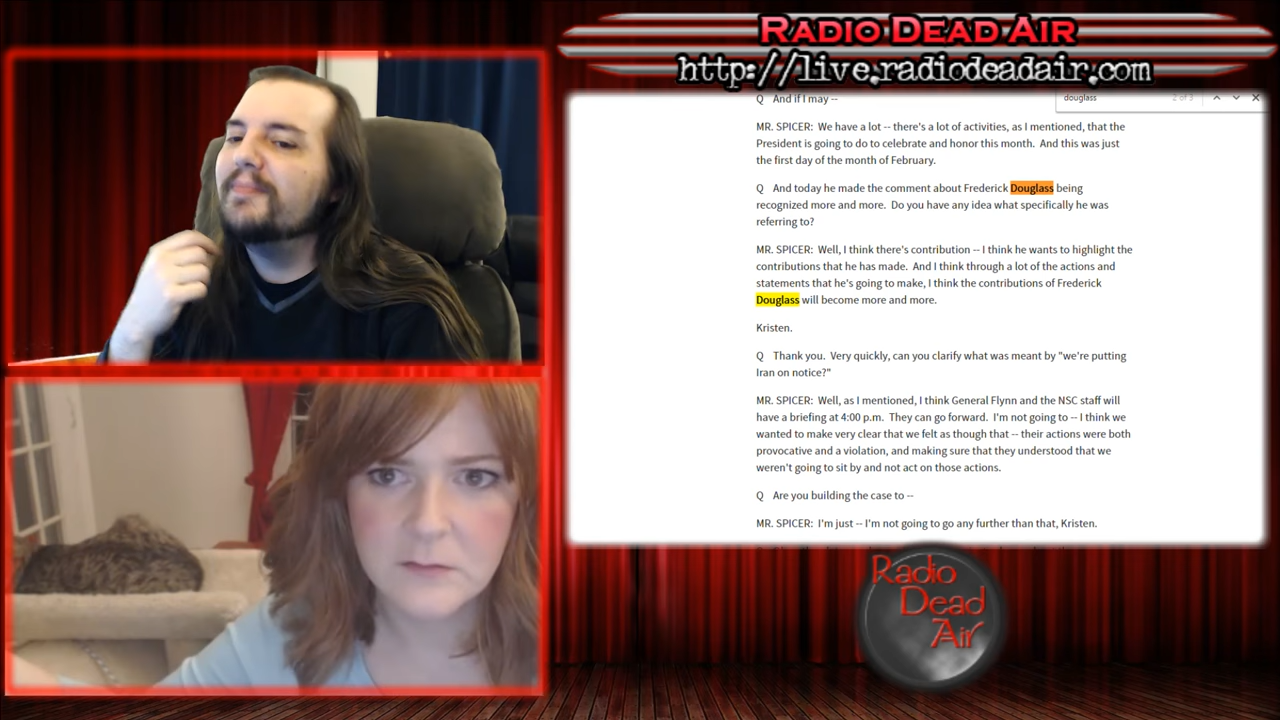 RADIO DEAD AIR
http://live.radiodeadair.com
douglass 2 of 3
Q And if I may --
MR. SPICER: We have a lot -- there's a lot of activities, as I mentioned, that the
President is going to do to celebrate and honor this month. And this was just
the first day of the month of February.
Q And today he made the comment about Frederick Douglass being
recognized more and more. Do you have any idea what specifically he was
referring to?
MR. SPICER: Well, I think there's contribution -- I think he wants to highlight the
contributions that he has made. And I think through a lot of the actions and
statements that he's going to make, I think the contributions of Frederick
Douglass will become more and more.
Kristen.
Q Thank you. Very quickly, can you clarify what was meant by "we're putting
Iran on notice?"
MR. SPICER: Well, as I mentioned, I think General Flynn and the NSC staff will
have a briefing at 4:00 p.m. They can go forward. I'm not going to -- I think we
wanted to make very clear that we felt as though that -- their actions were both
provocative and a violation, and making sure that they understood that we
weren't going to sit by and not act on those actions.
Q Are you building the case to --
MR. SPICER: I'm just -- I'm not going to go any further than that, Kristen.
Radio
Dead
Air